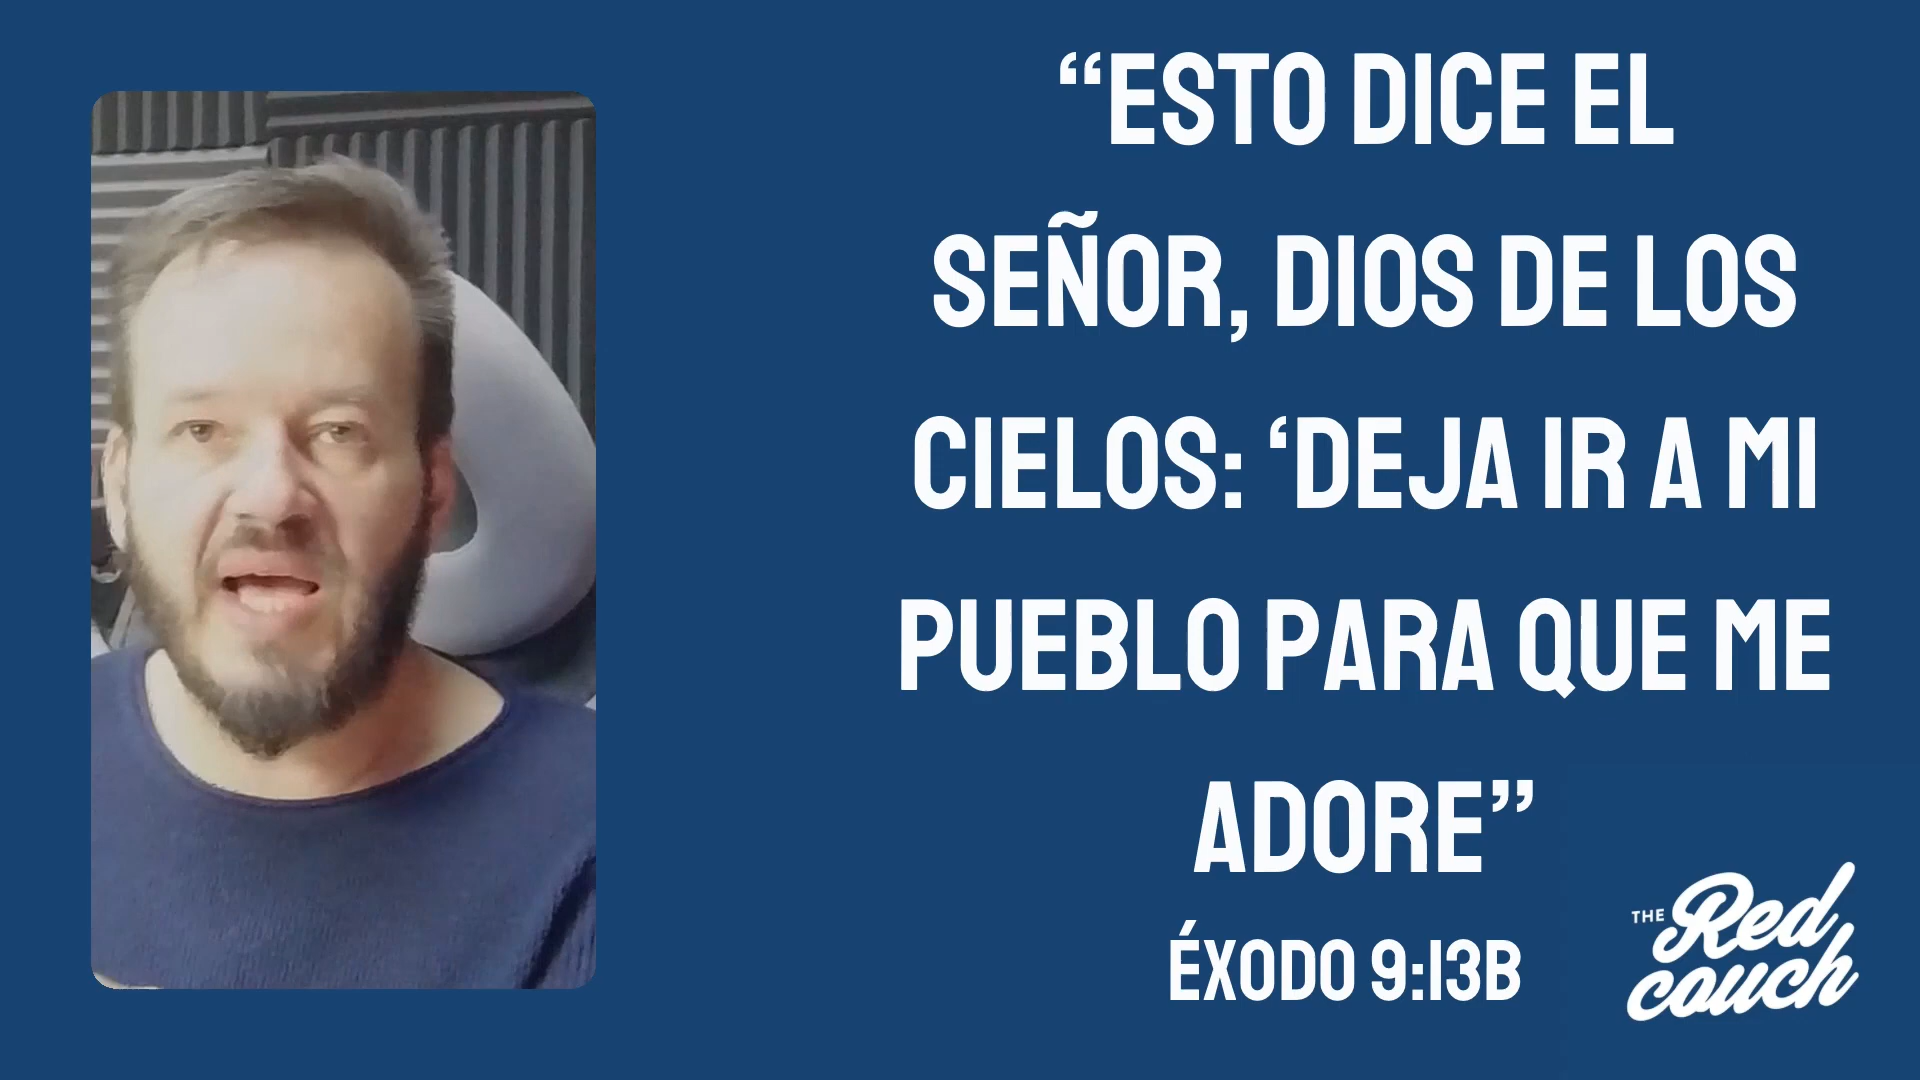 “ESTO DICE EL
SEÑOR, DIOS DE LOS
CIELOS: ‘DEJA IR A MI
PUEBLO PARA QUE ME
ADORE”
ÉXODO 9:13B
THE
Red
couch